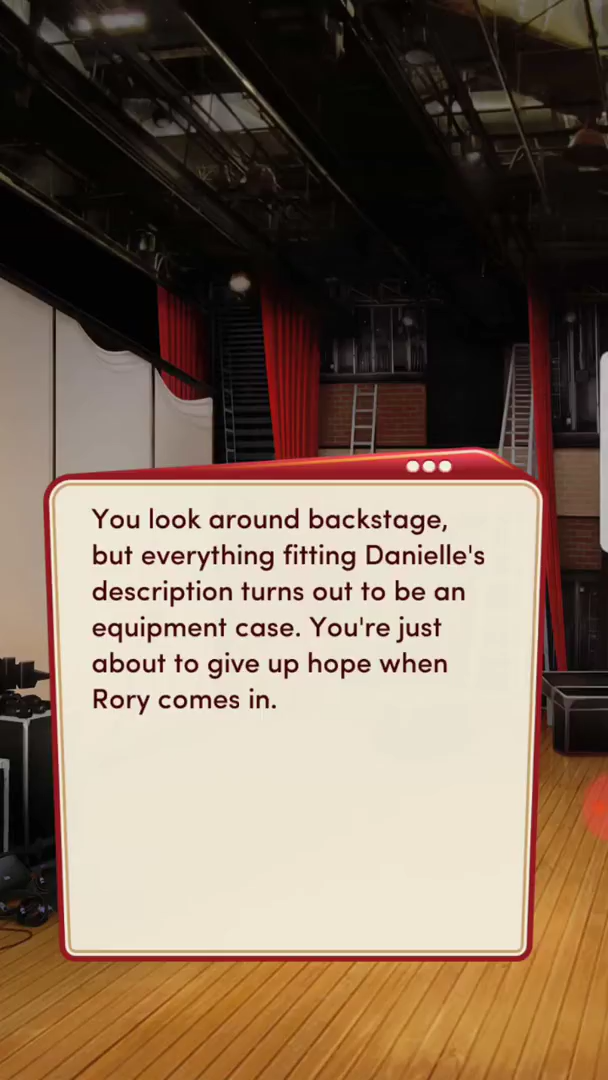 You look around backstage,
but everything fitting Danielle's
description turns out to be an
equipment case. You're just
about to give up hope when
Rory comes in.